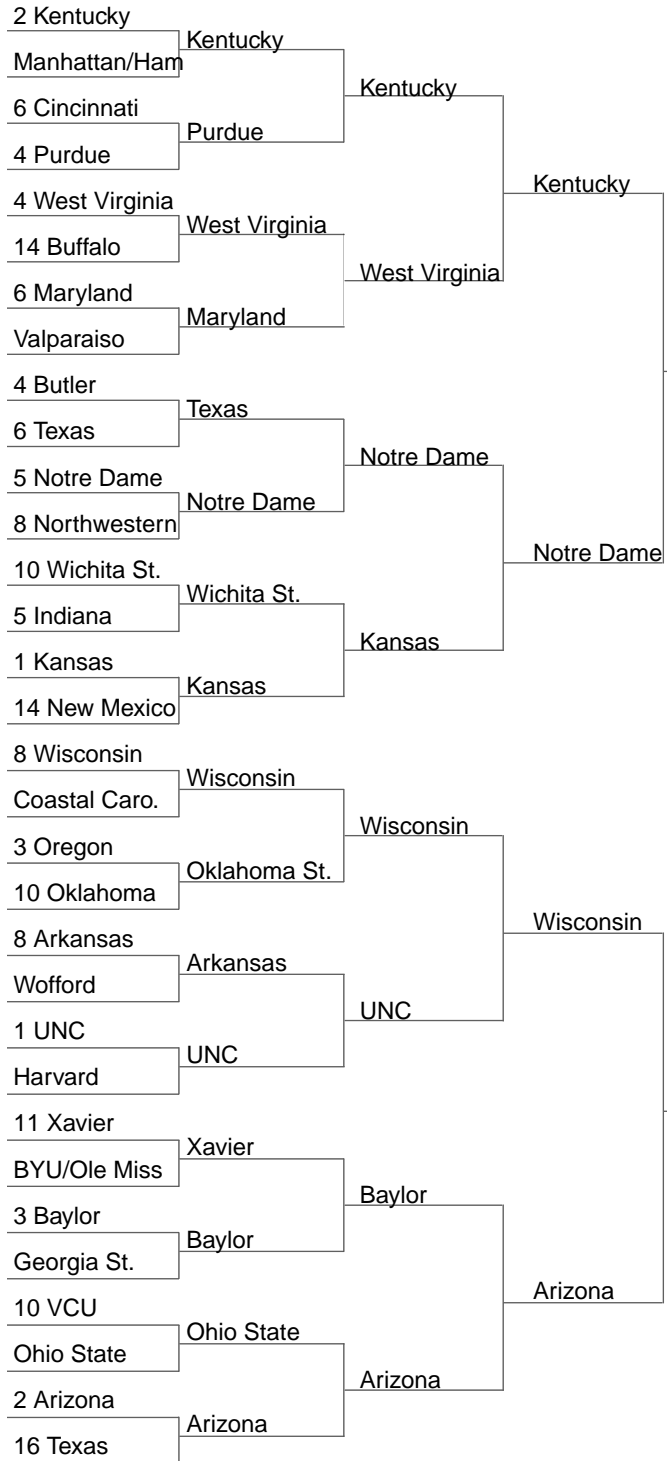 2 Kentucky
Manhattan/Ham
6 Cincinnati
4 Purdue
4 West Virginia
14 Buffalo
6 Maryland
Valparaiso
4 Butler
6 Texas
5 Notre Dame
8 Northwestern
10 Wichita St.
5 Indiana
1 Kansas
14 New Mexico
8 Wisconsin
Coastal Caro.
3 Oregon
10 Oklahoma
8 Arkansas
Wofford
1 UNC
Harvard
11 Xavier
BYU/Ole Miss
3 Baylor
Georgia St.
10 VCU
Ohio State
2 Arizona
16 Texas
Kentucky
Purdue
West Virginia
Maryland
Texas
Notre Dame
Wichita St.
Kansas
Wisconsin
Oklahoma St.
Arkansas
UNC
Xavier
Baylor
Ohio State
Arizona
Kentucky
West Virginia
Notre Dame
Kansas
Wisconsin
UNC
Baylor
Arizona
Kentucky
Notre Dame
Wisconsin
Arizona